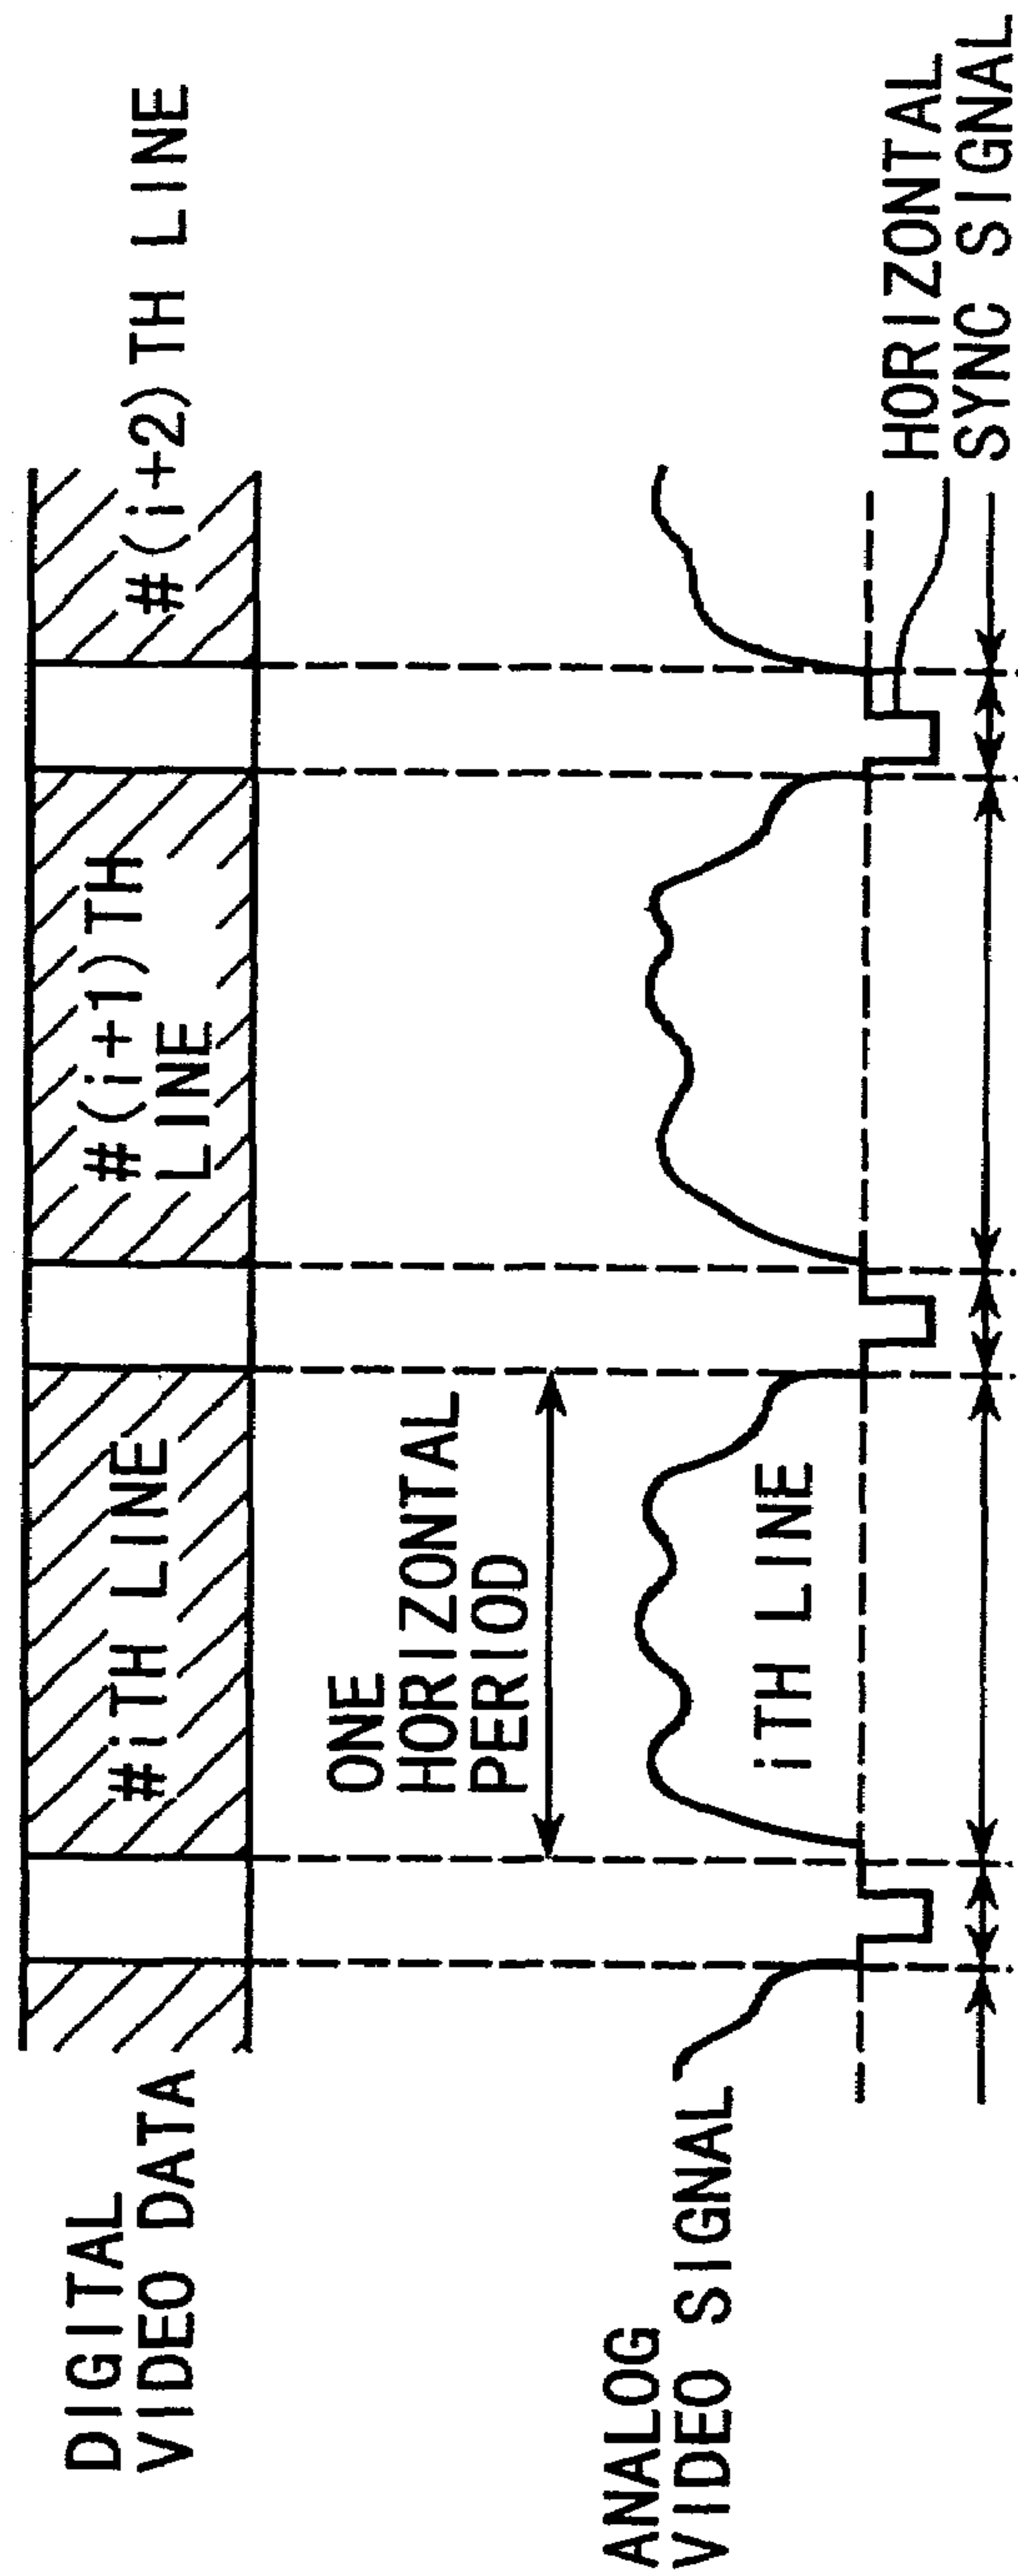 DIGITAL
VIDEO DATA
#iTH LINE
#(i+1)TH
LINE
#(i+2)TH LINE
ONE
HORIZONTAL
PERIOD
ANALOG
VIDEO SIGNAL
iTH LINE
HORIZONTAL
SYNC SIGNAL